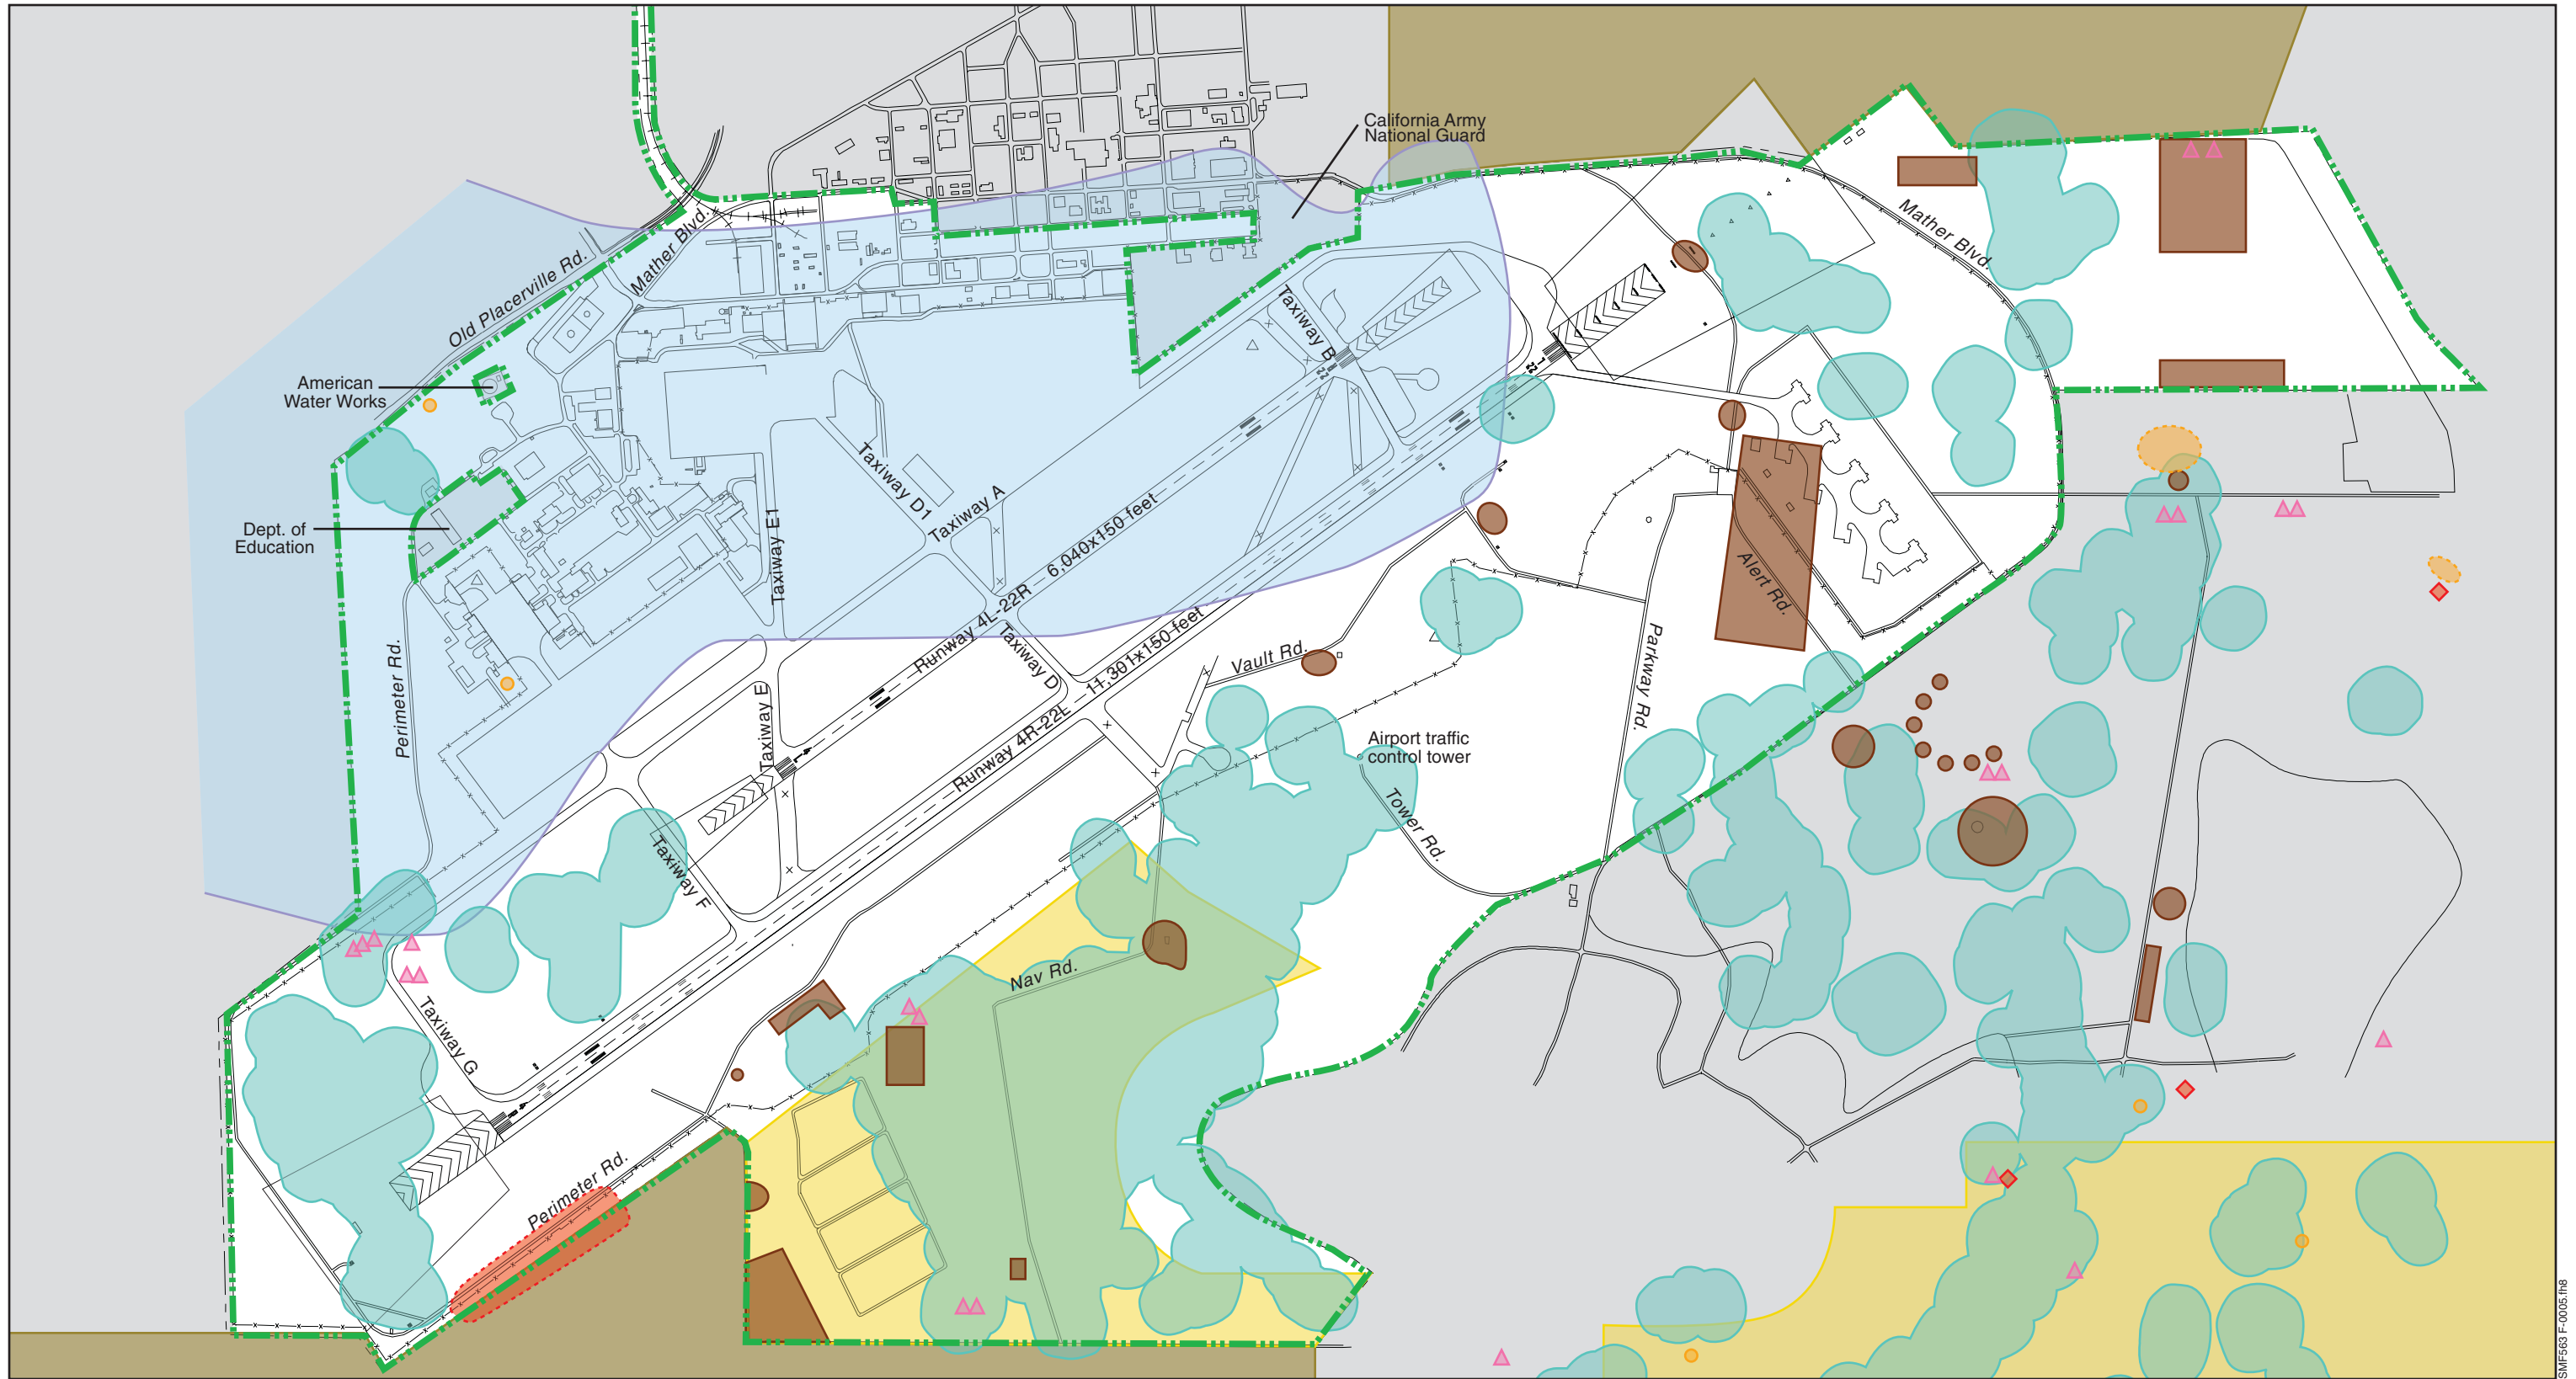 California Army
National Guard
Mather Blvd.
Old Placerville Rd.
Mather Blvd.
American
Water Works
Taxiway B
22
22
Dept. of
Education
Taxiway D1
Taxiway A
Taxiway E1
6,040x150 feet
Runway 4L-22R
Taxiway D
11,301x150 feet
Runway 4R-22L
Vault Rd.
Alert Rd.
Parkway Rd.
Perimeter Rd.
Taxiway E
Airport traffic
control tower
Tower Rd.
Taxiway F
Nav Rd.
Taxiway G
Perimeter Rd.
SMF563 F-0005.fh8